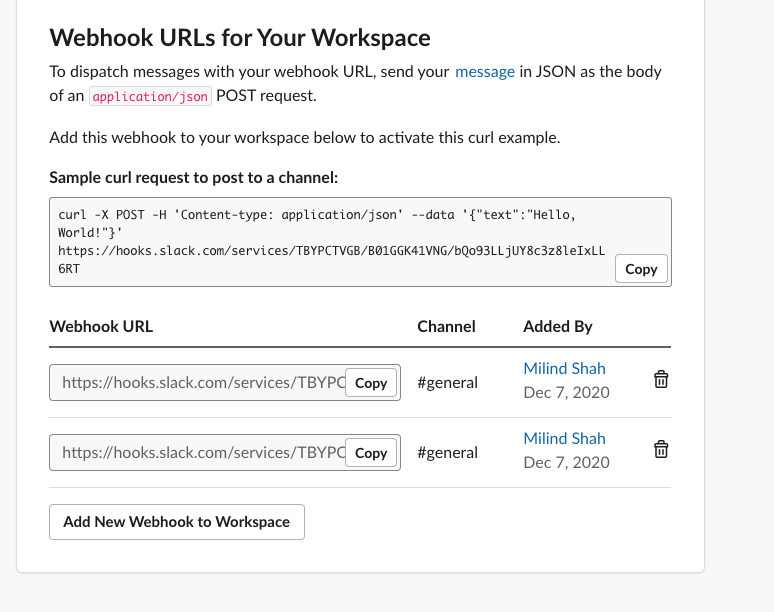 Webhook URLs for Your Workspace
To dispatch messages with your webhook URL, send your message in JSON as the body
of an application/json POST request.
Add this webhook to your workspace below to activate this curl example.
Sample curl request to post to a channel:
curl -X POST -H 'Content-type: application/json' --data '{"text":"Hello,
World!"}'
https://hooks.slack.com/services/TBYPCTVGB/B01GGK41VNG/bQo93LLjUY8c3z8leIxLL
6RT
Copy
Webhook URL Channel Added By
https://hooks.slack.com/services/TBYPC Copy #general Milind Shah
Dec 7, 2020
https://hooks.slack.com/services/TBYPC Copy #general Milind Shah
Dec 7, 2020
Add New Webhook to Workspace